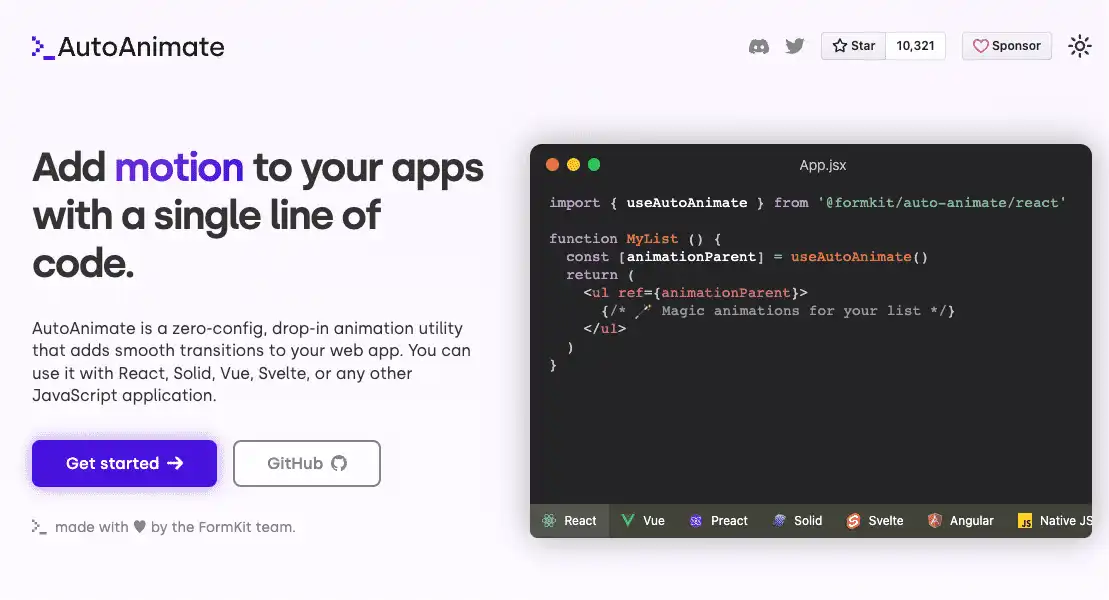 AutoAnimate
Star 10,321 Sponsor
Add motion to your apps
with a single line of
code.
AutoAnimate is a zero-config, drop-in animation utility
that adds smooth transitions to your web app. You can
use it with React, Solid, Vue, Svelte, or any other
JavaScript application.
Get started → GitHub
made with ♥ by the FormKit team.
App.jsx
import { useAutoAnimate } from '@formkit/auto-animate/react'
function MyList () {
  const [animationParent] = useAutoAnimate()
  return (
    <ul ref={animationParent}>
      {/* 🪄 Magic animations for your list */}
    </ul>
  )
}
React Vue Preact Solid Svelte Angular JS Native JS